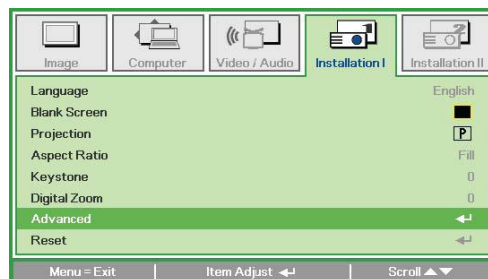 Image Computer Video / Audio Installation I Installation II
Language English
Blank Screen
Projection P
Aspect Ratio Fill
Keystone 0
Digital Zoom 0
Advanced
Reset
Menu = Exit Item Adjust Scroll